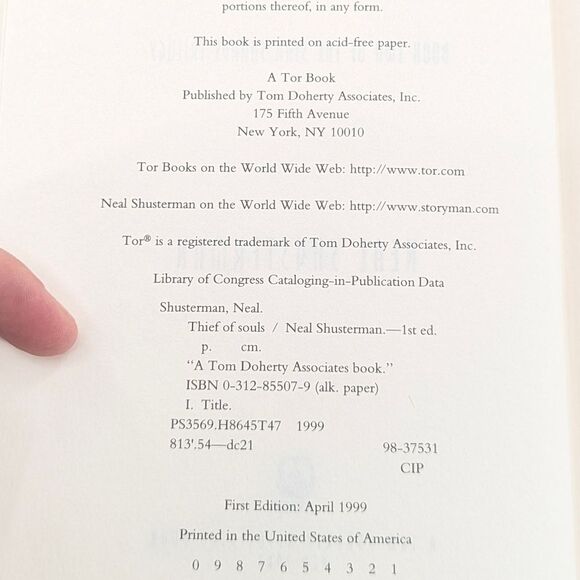 portions thereof, in any form.
This book is printed on acid-free paper.
A Tor Book
Published by Tom Doherty Associates, Inc.
175 Fifth Avenue
New York, NY 10010
Tor Books on the World Wide Web: http://www.tor.com
Neal Shusterman on the World Wide Web: http://www.storyman.com
Tor® is a registered trademark of Tom Doherty Associates, Inc.
Library of Congress Cataloging-in-Publication Data
Shusterman, Neal.
Thief of souls / Neal Shusterman.—1st ed.
p. cm.
"A Tom Doherty Associates book."
ISBN 0-312-85507-9 (alk. paper)
I. Title.
PS3569.H8645T47 1999
813'.54—dc21 98-37531
CIP
First Edition: April 1999
Printed in the United States of America
0 9 8 7 6 5 4 3 2 1